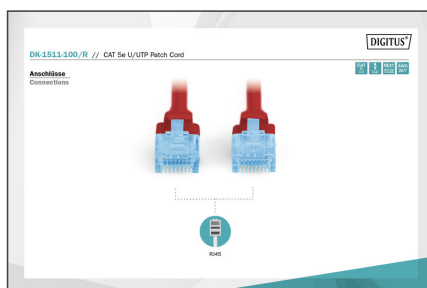 DIGITUS®
DK-1511-100/R // CAT 5e U/UTP Patch Cord
Anschlüsse
Connections
RJ45